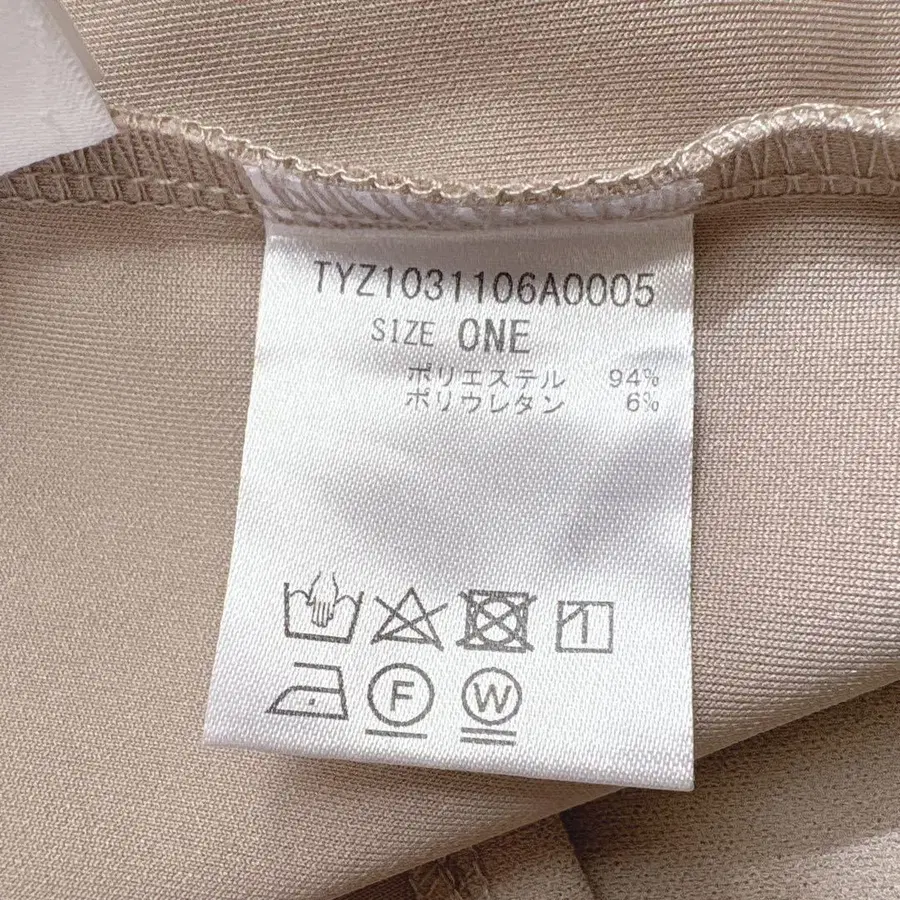 TYZ1031106A0005
SIZE ONE
ポリエステル 94%
ポリウレタン 6%
F W